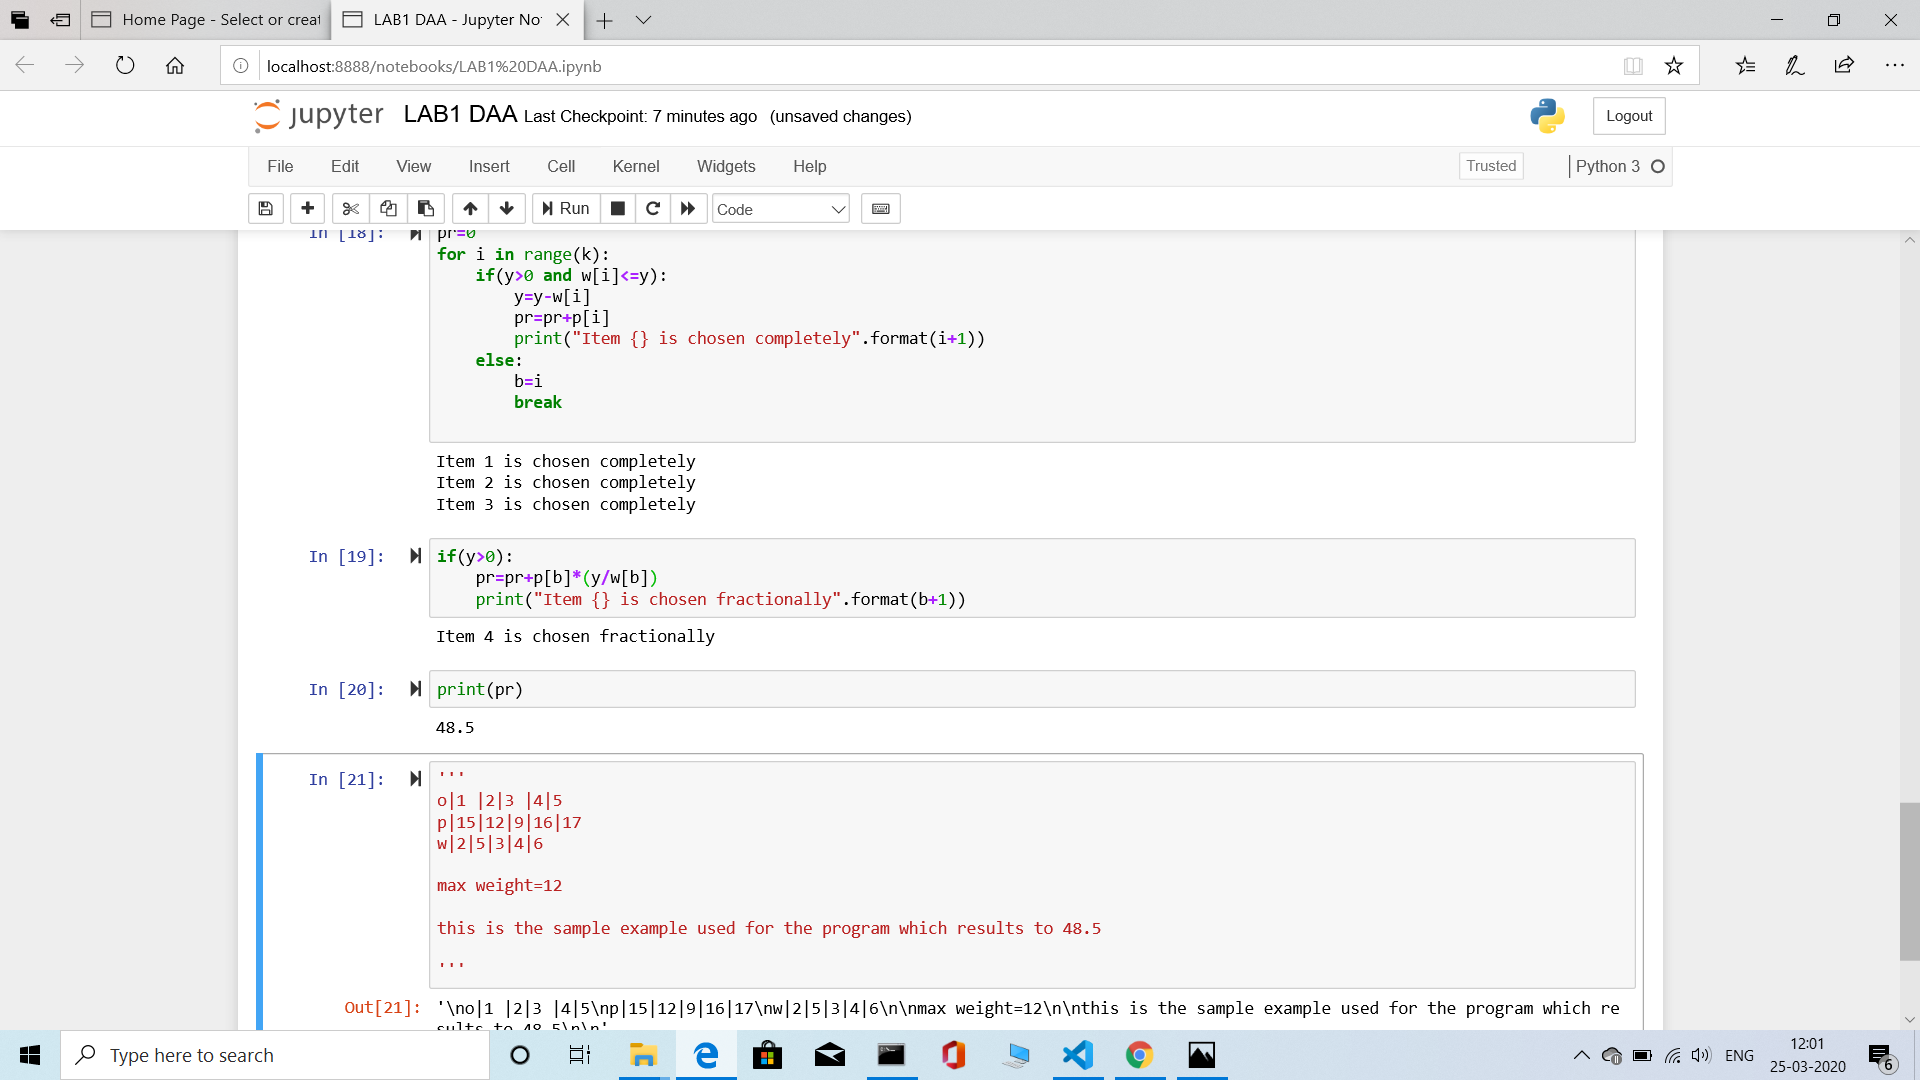 Home Page - Select or creat
LAB1 DAA - Jupyter No
localhost:8888/notebooks/LAB1%20DAA.ipynb
jupyter LAB1 DAA Last Checkpoint: 7 minutes ago (unsaved changes)
Logout
File Edit View Insert Cell Kernel Widgets Help
Trusted
Python 3
Run
Code
In [18]:
pr=0
for i in range(k):
    if(y>0 and w[i]<=y):
        y=y-w[i]
        pr=pr+p[i]
        print("Item {} is chosen completely".format(i+1))
    else:
        b=i
        break
Item 1 is chosen completely
Item 2 is chosen completely
Item 3 is chosen completely
In [19]:
if(y>0):
    pr=pr+p[b]*(y/w[b])
    print("Item {} is chosen fractionally".format(b+1))
Item 4 is chosen fractionally
In [20]:
print(pr)
48.5
In [21]:
'''
o|1 |2|3 |4|5
p|15|12|9|16|17
w|2|5|3|4|6
max weight=12
this is the sample example used for the program which results to 48.5
'''
Out[21]:
'\no|1 |2|3 |4|5\np|15|12|9|16|17\nw|2|5|3|4|6\n\nmax weight=12\n\nthis is the sample example used for the program which re
sults to 48.5\n\n'
Type here to search
ENG
12:01
25-03-2020
6